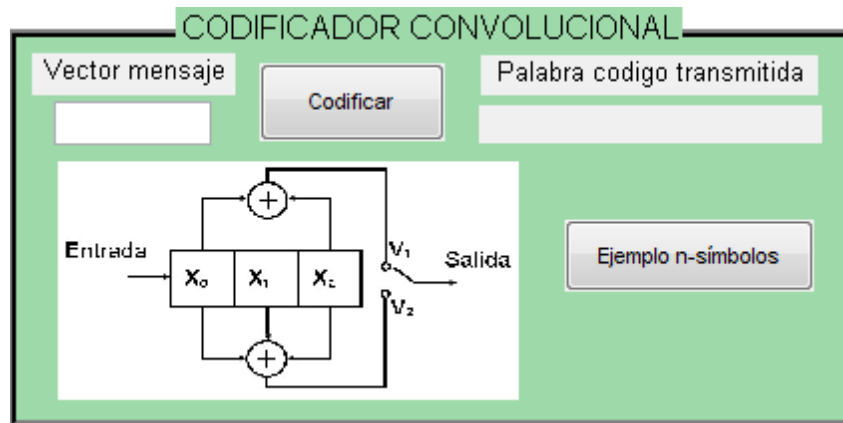 CODIFICADOR CONVOLUCIONAL
Vector mensaje
Codificar
Palabra codigo transmitida
Entrada
X₀ X₁ X₂
V₁
Salida
V₂
Ejemplo n-símbolos